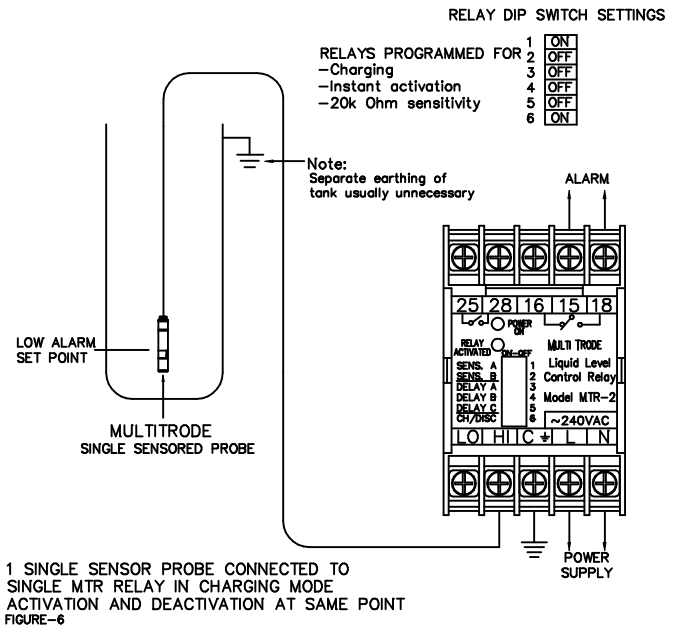 RELAY DIP SWITCH SETTINGS
RELAYS PROGRAMMED FOR
-Charging
-Instant activation
-20k Ohm sensitivity
1 ON
2 OFF
3 OFF
4 OFF
5 OFF
6 ON
Note:
Separate earthing of
tank usually unnecessary
ALARM
25 28 16 15 18
POWER
ON
RELAY
ACTIVATED
ON-OFF
MULTI TRODE
SENS. A 1
SENS. B 2
DELAY A 3
DELAY B 4
DELAY C 5
CH/DISC 6
Liquid Level
Control Relay
Model MTR-2
~240VAC
LO HI C L N
LOW ALARM
SET POINT
MULTITRODE
SINGLE SENSORED PROBE
POWER
SUPPLY
1 SINGLE SENSOR PROBE CONNECTED TO
SINGLE MTR RELAY IN CHARGING MODE
ACTIVATION AND DEACTIVATION AT SAME POINT
FIGURE-6